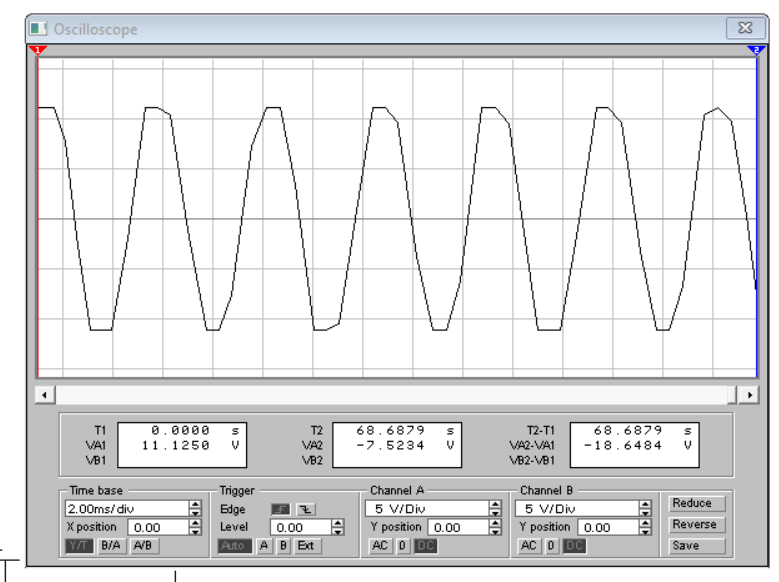 Oscilloscope
1 2
T1 0.0000 s T2 68.6879 s T2-T1 68.6879 s
VA1 11.1250 V VA2 -7.5234 V VA2-VA1 -18.6484 V
VB1 VB2 VB2-VB1
Time base Trigger Channel A Channel B
2.00ms/div Edge 5 V/Div 5 V/Div Reduce
X position 0.00 Level 0.00 Y position 0.00 Y position 0.00 Reverse
Y/T B/A A/B Auto A B Ext AC 0 DC AC 0 DC Save